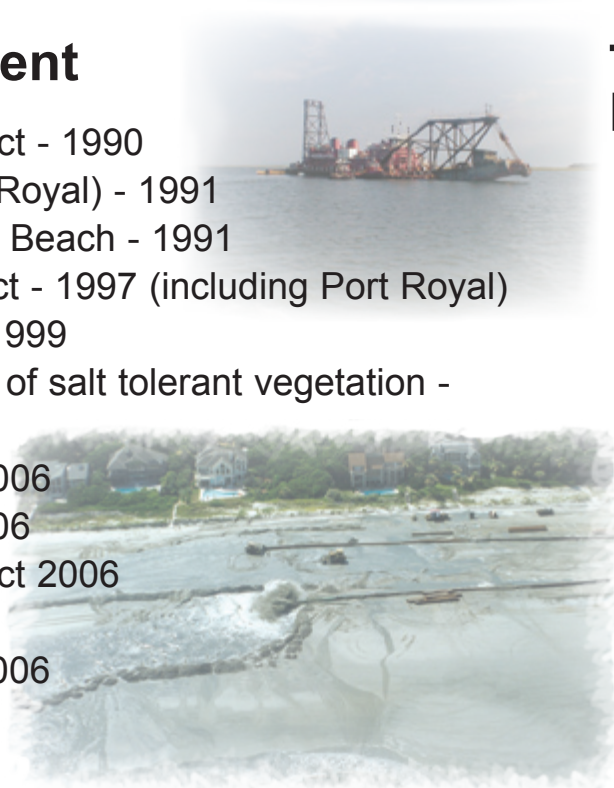 ent
ct - 1990
Royal) - 1991
Beach - 1991
ct - 1997 (including Port Royal)
999
of salt tolerant vegetation -
006
06
ct 2006
006